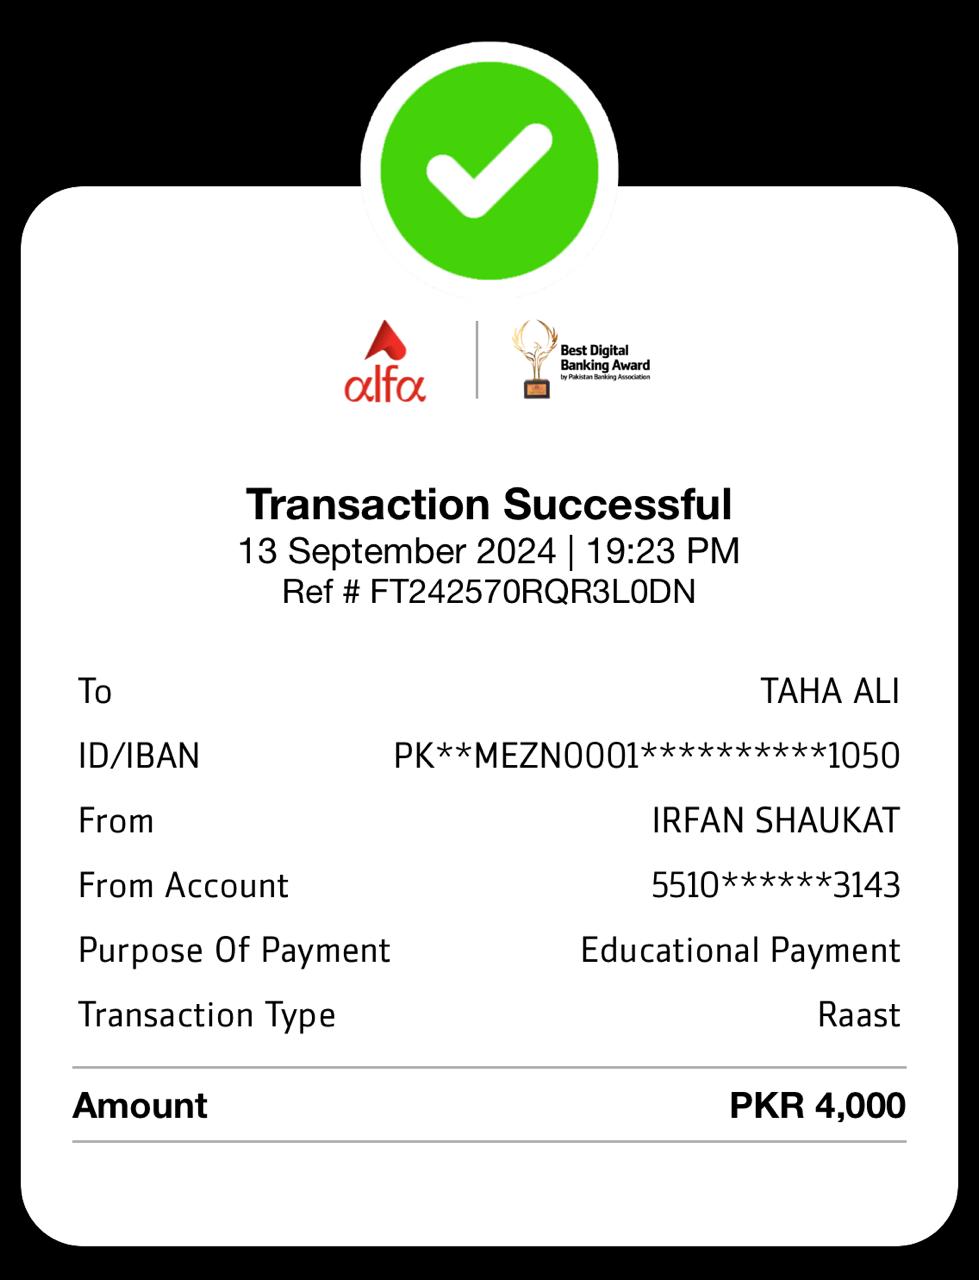 alfa
Best Digital
Banking Award
by Pakistan Banking Association
Transaction Successful
13 September 2024 | 19:23 PM
Ref # FT242570RQR3L0DN
To TAHA ALI
ID/IBAN PK**MEZN0001**********1050
From IRFAN SHAUKAT
From Account 5510******3143
Purpose Of Payment Educational Payment
Transaction Type Raast
Amount PKR 4,000